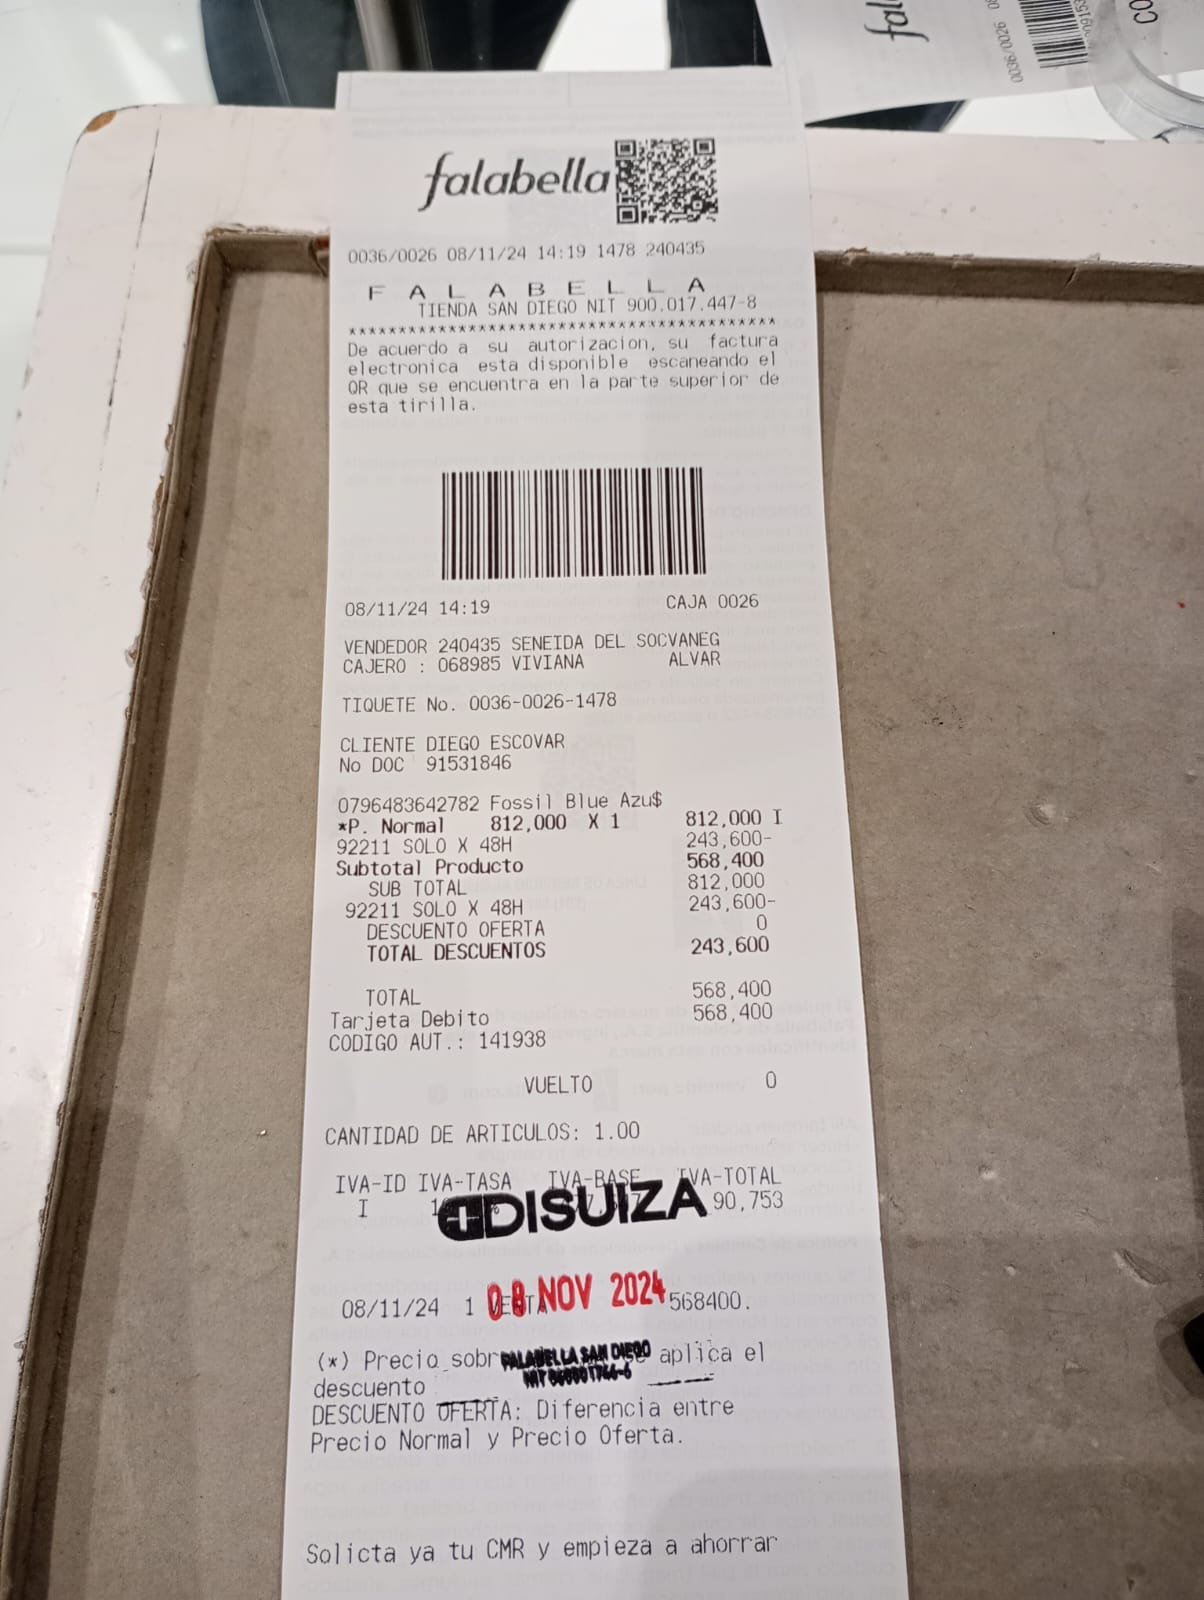 falabella
0036/0026 08/11/24 14:19 1478 240435
F A L A B E L L A
TIENDA SAN DIEGO NIT 900.017.447-8
******************************************
De acuerdo a su autorizacion, su factura
electronica esta disponible escaneando el
QR que se encuentra en la parte superior de
esta tirilla.
08/11/24 14:19 CAJA 0026
VENDEDOR 240435 SENEIDA DEL SOCVANEG
CAJERO : 068985 VIVIANA ALVAR
TIQUETE No. 0036-0026-1478
CLIENTE DIEGO ESCOVAR
No DOC 91531846
0796483642782 Fossil Blue Azu$
*P. Normal 812,000 X 1 812,000 I
92211 SOLO X 48H 243,600-
Subtotal Producto 568,400
SUB TOTAL 812,000
92211 SOLO X 48H 243,600-
DESCUENTO OFERTA 0
TOTAL DESCUENTOS 243,600
TOTAL 568,400
Tarjeta Debito 568,400
CODIGO AUT.: 141938
VUELTO 0
CANTIDAD DE ARTICULOS: 1.00
IVA-ID IVA-TASA IVA-BASE IVA-TOTAL
I 90,753
DISUIZA
08/11/24 1 VENTA 568400.
08 NOV 2024
(*) Precio aplica el
FALABELLA SAN DIEGO
descuento
DESCUENTO OFERTA: Diferencia entre
Precio Normal y Precio Oferta.
Solicta ya tu CMR y empieza a ahorrar